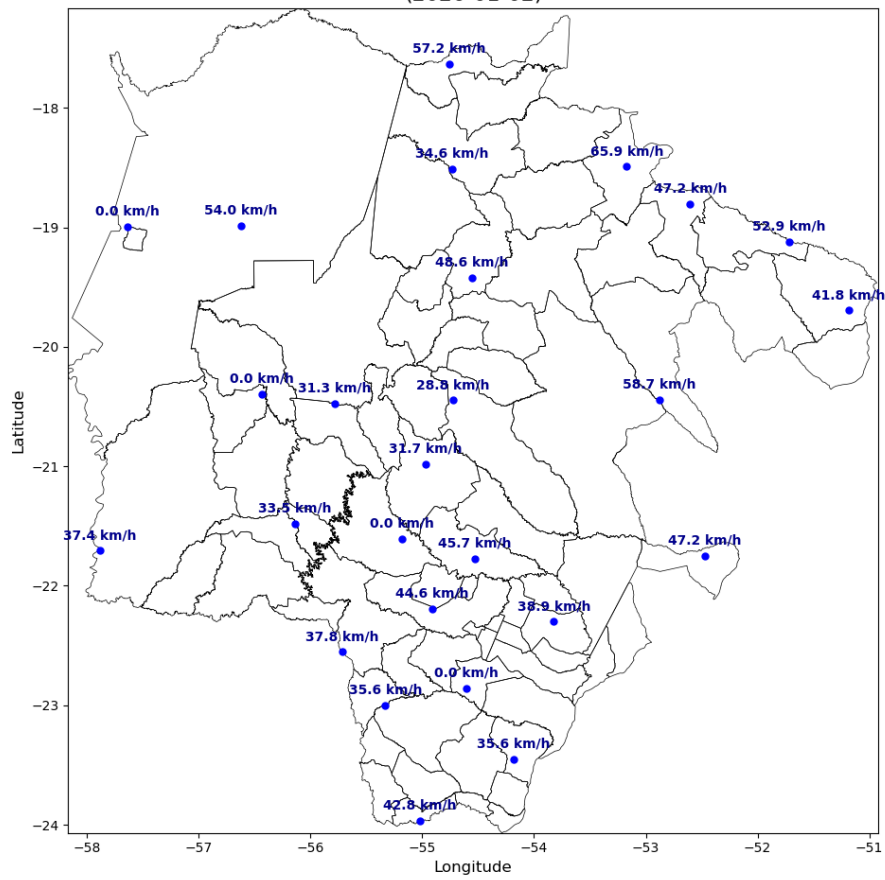 57.2 km/h
−18
34.6 km/h
65.9 km/h
47.2 km/h
0.0 km/h
54.0 km/h
52.9 km/h
−19
48.6 km/h
41.8 km/h
−20
0.0 km/h
31.3 km/h
28.8 km/h
58.7 km/h
Latitude
31.7 km/h
−21
33.5 km/h
0.0 km/h
37.4 km/h
45.7 km/h
47.2 km/h
−22
44.6 km/h
38.9 km/h
37.8 km/h
0.0 km/h
35.6 km/h
−23
35.6 km/h
42.8 km/h
−24
−58 −57 −56 −55 −54 −53 −52 −51
Longitude